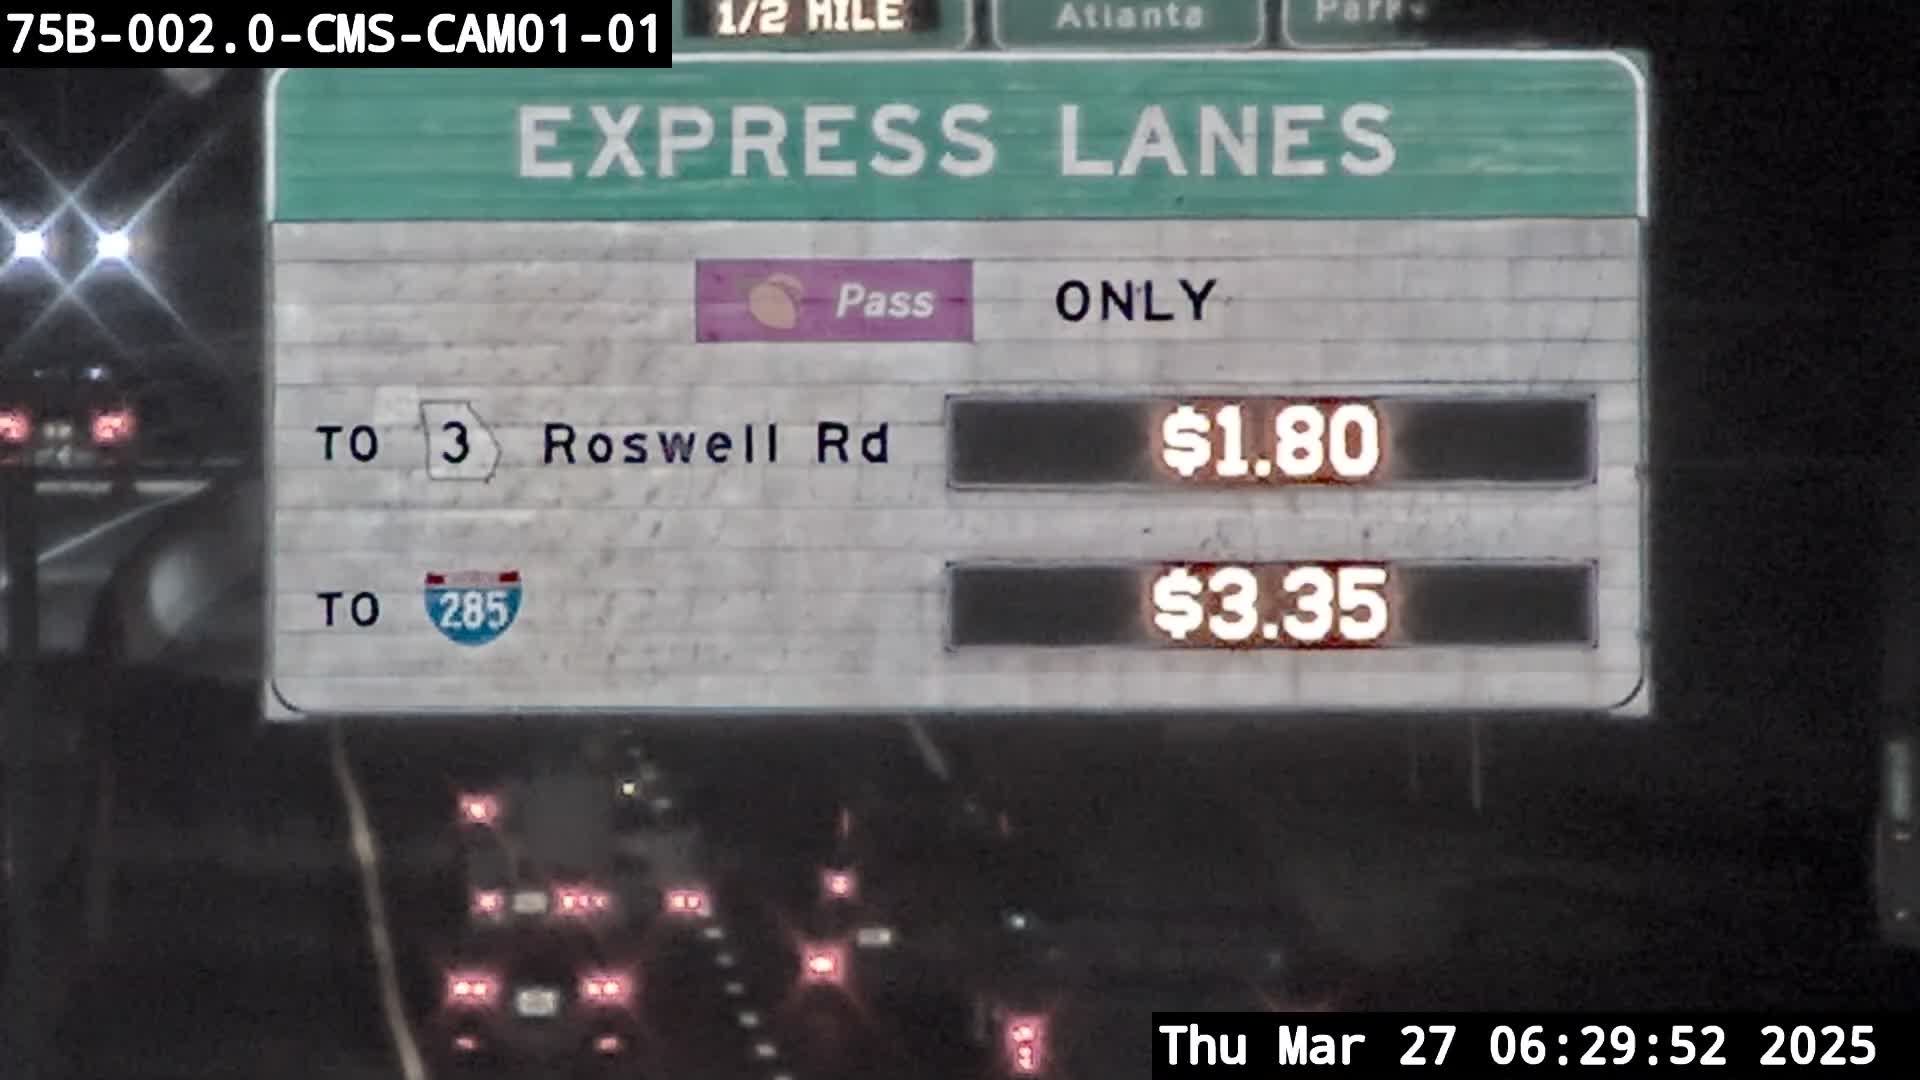 75B-002.0-CMS-CAM01-01
1/2 MILE
Atlanta
EXPRESS LANES
Pass ONLY
TO 3 Roswell Rd $1.80
TO 285 $3.35
Thu Mar 27 06:29:52 2025